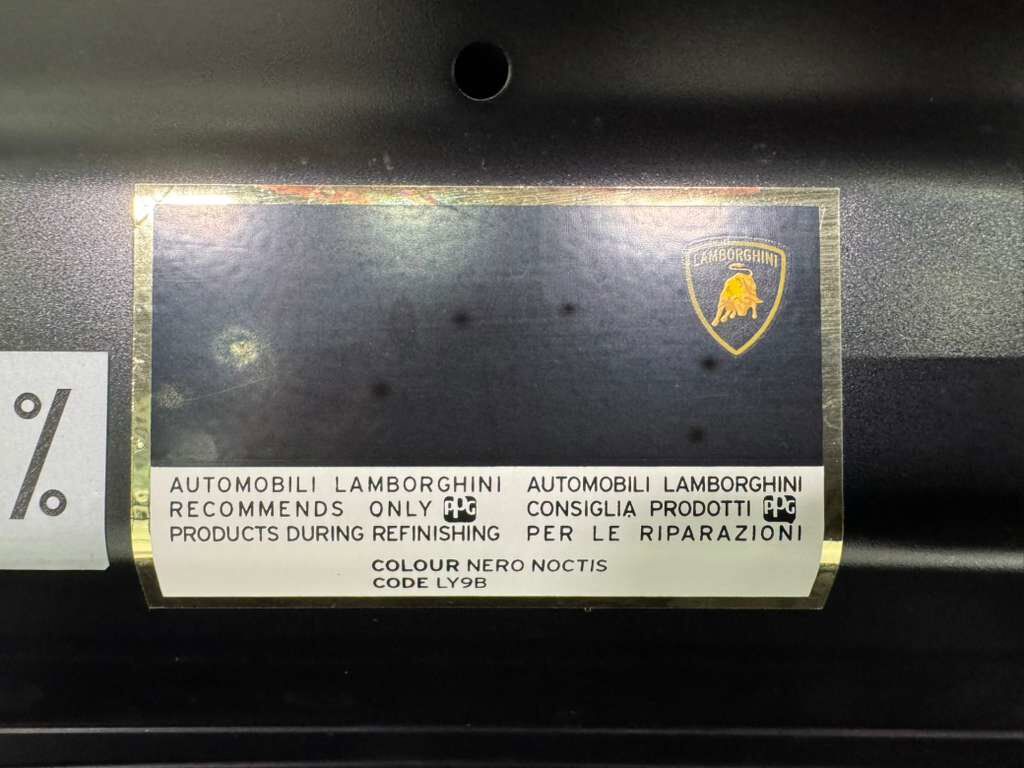 LAMBORGHINI
%
AUTOMOBILI LAMBORGHINI
RECOMMENDS ONLY PPG
PRODUCTS DURING REFINISHING
AUTOMOBILI LAMBORGHINI
CONSIGLIA PRODOTTI PPG
PER LE RIPARAZIONI
COLOUR NERO NOCTIS
CODE LY9B